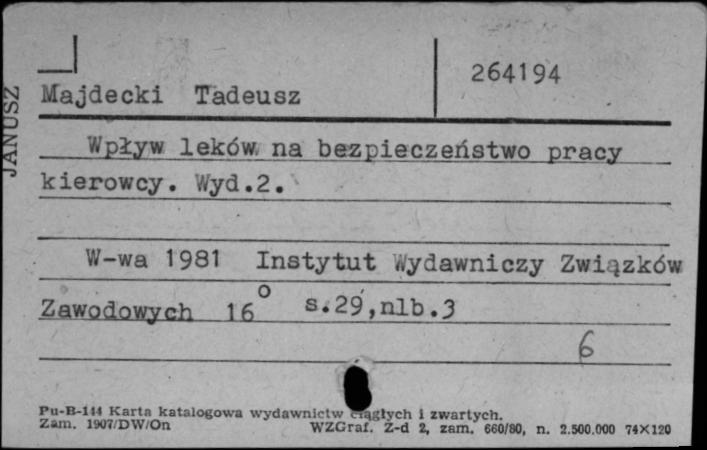 264194
JANUSZ
Majdecki Tadeusz
Wpływ leków na bezpieczeństwo pracy
kierowcy. Wyd.2.
W-wa 1981 Instytut Wydawniczy Związków
Zawodowych 16° s.29,nlb.3
6
Pu-B-144 Karta katalogowa wydawnictw ciągłych i zwartych.
Zam. 1907/DW/On WZGraf. Z-d 2, zam. 660/80, n. 2.500.000 74×120